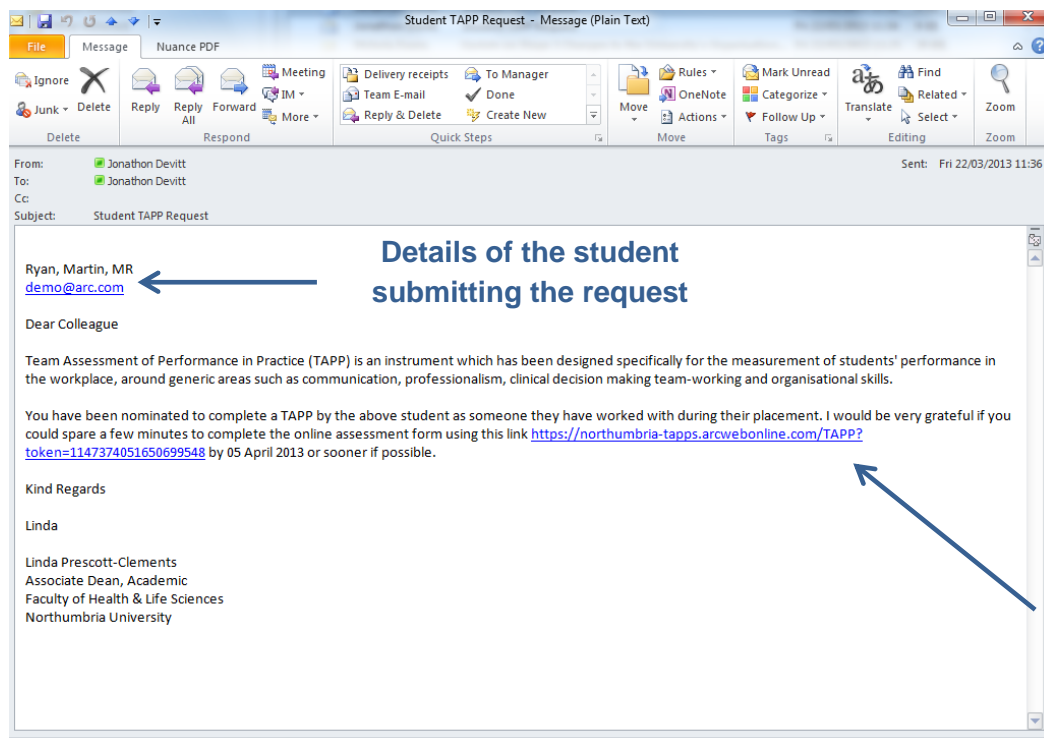 Student TAPP Request - Message (Plain Text)
File Message Nuance PDF
Ignore
Junk
Delete
Delete
Reply
Reply All
Forward
Meeting
IM
More
Respond
Delivery receipts
Team E-mail
Reply & Delete
To Manager
Done
Create New
Quick Steps
Move
Rules
OneNote
Actions
Move
Mark Unread
Categorize
Follow Up
Tags
Translate
Find
Related
Select
Editing
Zoom
Zoom
From: Jonathon Devitt Sent: Fri 22/03/2013 11:36
To: Jonathon Devitt
Cc:
Subject: Student TAPP Request
Details of the student
submitting the request
Ryan, Martin, MR
demo@arc.com
Dear Colleague
Team Assessment of Performance in Practice (TAPP) is an instrument which has been designed specifically for the measurement of students' performance in
the workplace, around generic areas such as communication, professionalism, clinical decision making team-working and organisational skills.
You have been nominated to complete a TAPP by the above student as someone they have worked with during their placement. I would be very grateful if you
could spare a few minutes to complete the online assessment form using this link https://northumbria-tapps.arcwebonline.com/TAPP?
token=1147374051650699548 by 05 April 2013 or sooner if possible.
Kind Regards
Linda
Linda Prescott-Clements
Associate Dean, Academic
Faculty of Health & Life Sciences
Northumbria University